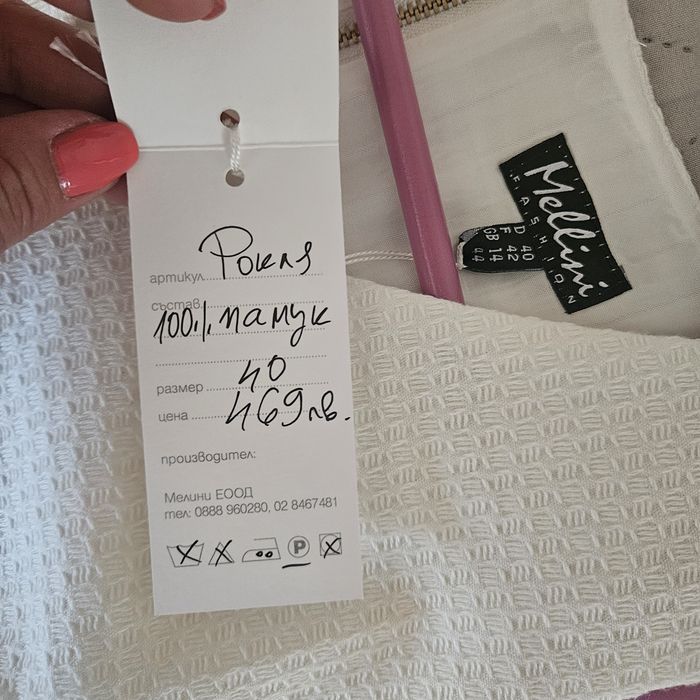 артикул Рокля
състав
100% памук
размер 40
цена 469лв.
производител:
Мелини ЕООД
тел: 0888 960280, 02 8467481
P
Mellini
FASHION
D 40
F 42
GB 14
44